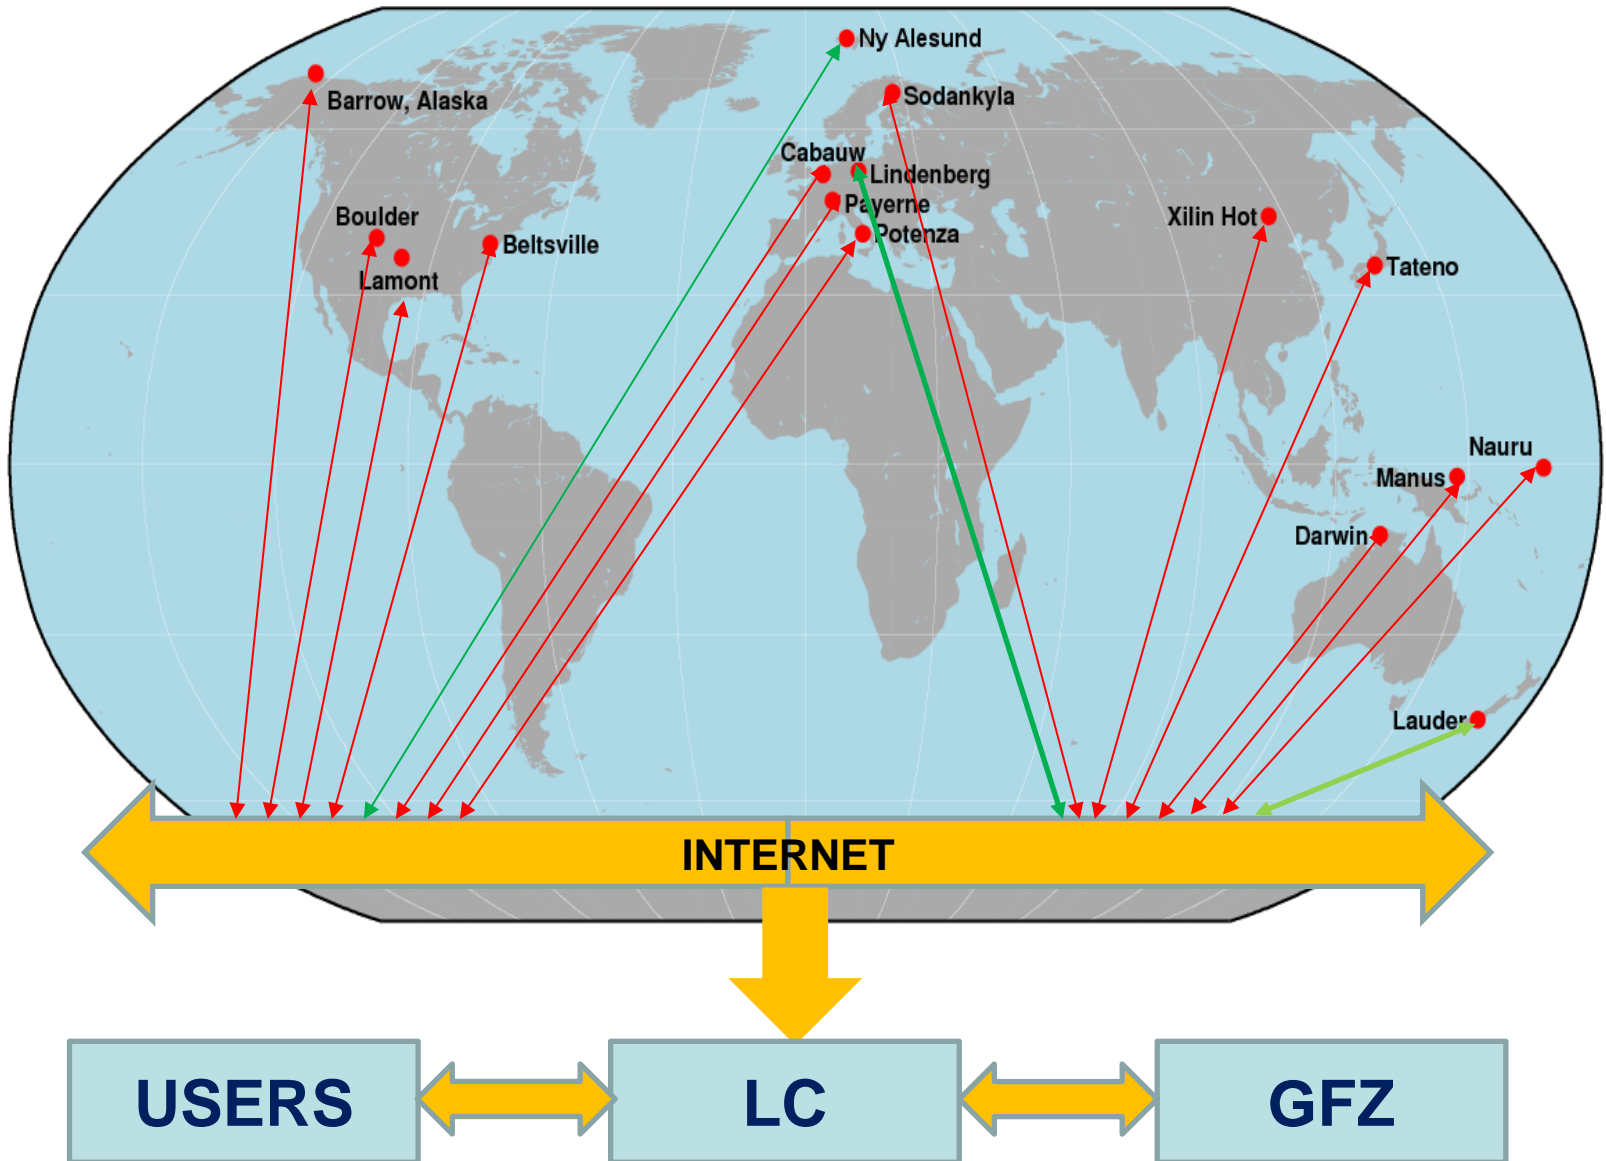 Ny Alesund
Barrow, Alaska
Sodankyla
Cabauw
Lindenberg
Payerne
Boulder
Xilin Hot
Beltsville
Potenza
Tateno
Lamont
Nauru
Manus
Darwin
Lauder
INTERNET
USERS
LC
GFZ